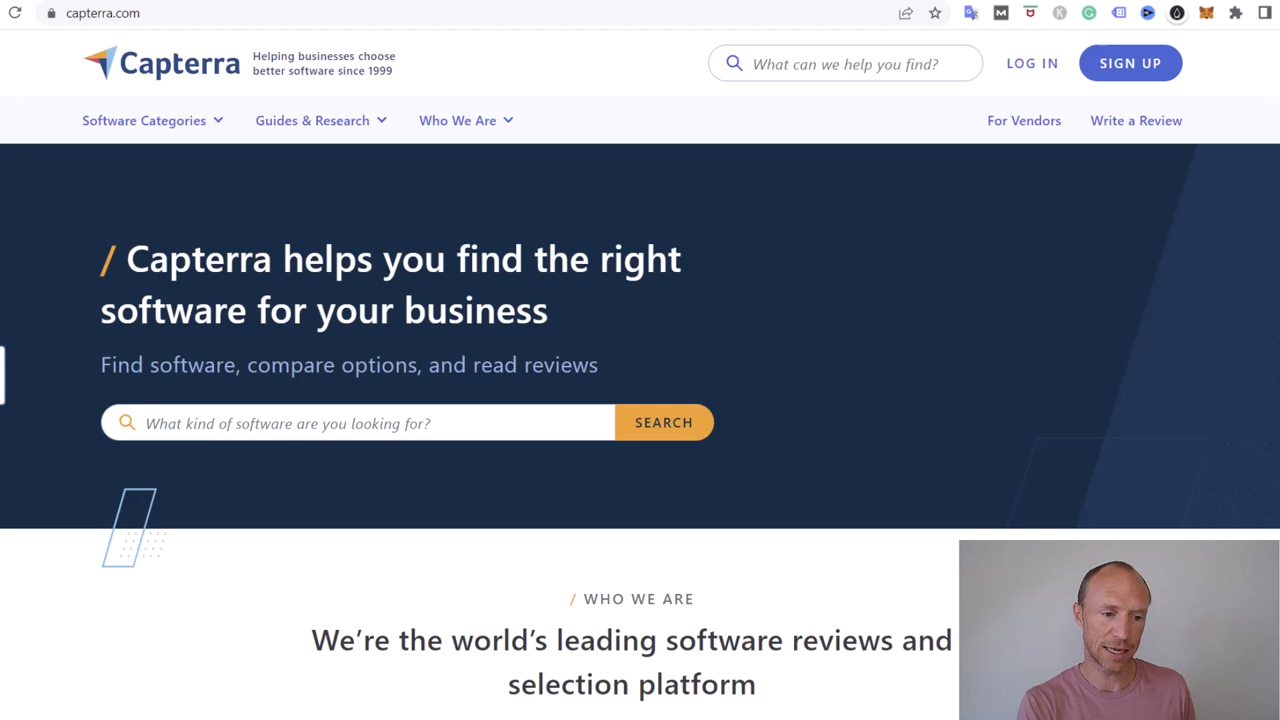 capterra.com
Capterra
Helping businesses choose
better software since 1999
What can we help you find?
LOG IN
SIGN UP
Software Categories
Guides & Research
Who We Are
For Vendors
Write a Review
/ Capterra helps you find the right
software for your business
Find software, compare options, and read reviews
What kind of software are you looking for?
SEARCH
/ WHO WE ARE
We're the world's leading software reviews and
selection platform